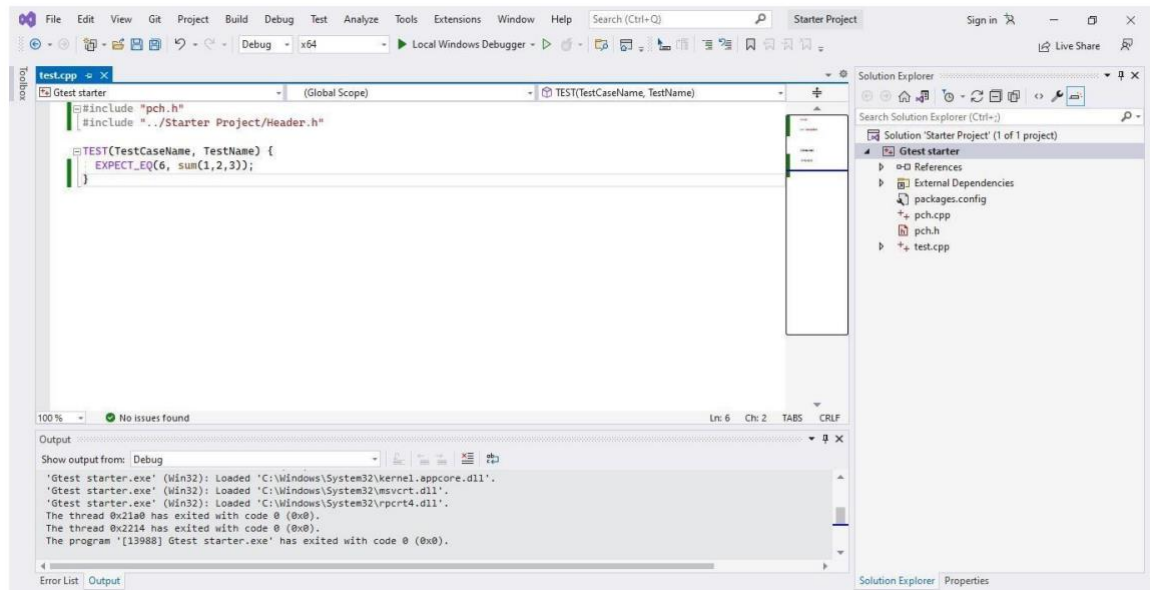 File Edit View Git Project Build Debug Test Analyze Tools Extensions Window Help Search (Ctrl+Q) Starter Project Sign in
Debug x64 Local Windows Debugger Live Share
Toolbox
test.cpp
Gtest starter (Global Scope) TEST(TestCaseName, TestName)
#include "pch.h"
#include "../Starter Project/Header.h"
TEST(TestCaseName, TestName) {
EXPECT_EQ(6, sum(1,2,3));
}
100 % No issues found Ln: 6 Ch: 2 TABS CRLF
Output
Show output from: Debug
'Gtest starter.exe' (Win32): Loaded 'C:\Windows\System32\kernel.appcore.dll'.
'Gtest starter.exe' (Win32): Loaded 'C:\Windows\System32\msvcrt.dll'.
'Gtest starter.exe' (Win32): Loaded 'C:\Windows\System32\rpcrt4.dll'.
The thread 0x21a0 has exited with code 0 (0x0).
The thread 0x2214 has exited with code 0 (0x0).
The program '[13988] Gtest starter.exe' has exited with code 0 (0x0).
Error List Output
Solution Explorer
Search Solution Explorer (Ctrl+;)
Solution 'Starter Project' (1 of 1 project)
Gtest starter
References
External Dependencies
packages.config
pch.cpp
pch.h
test.cpp
Solution Explorer Properties